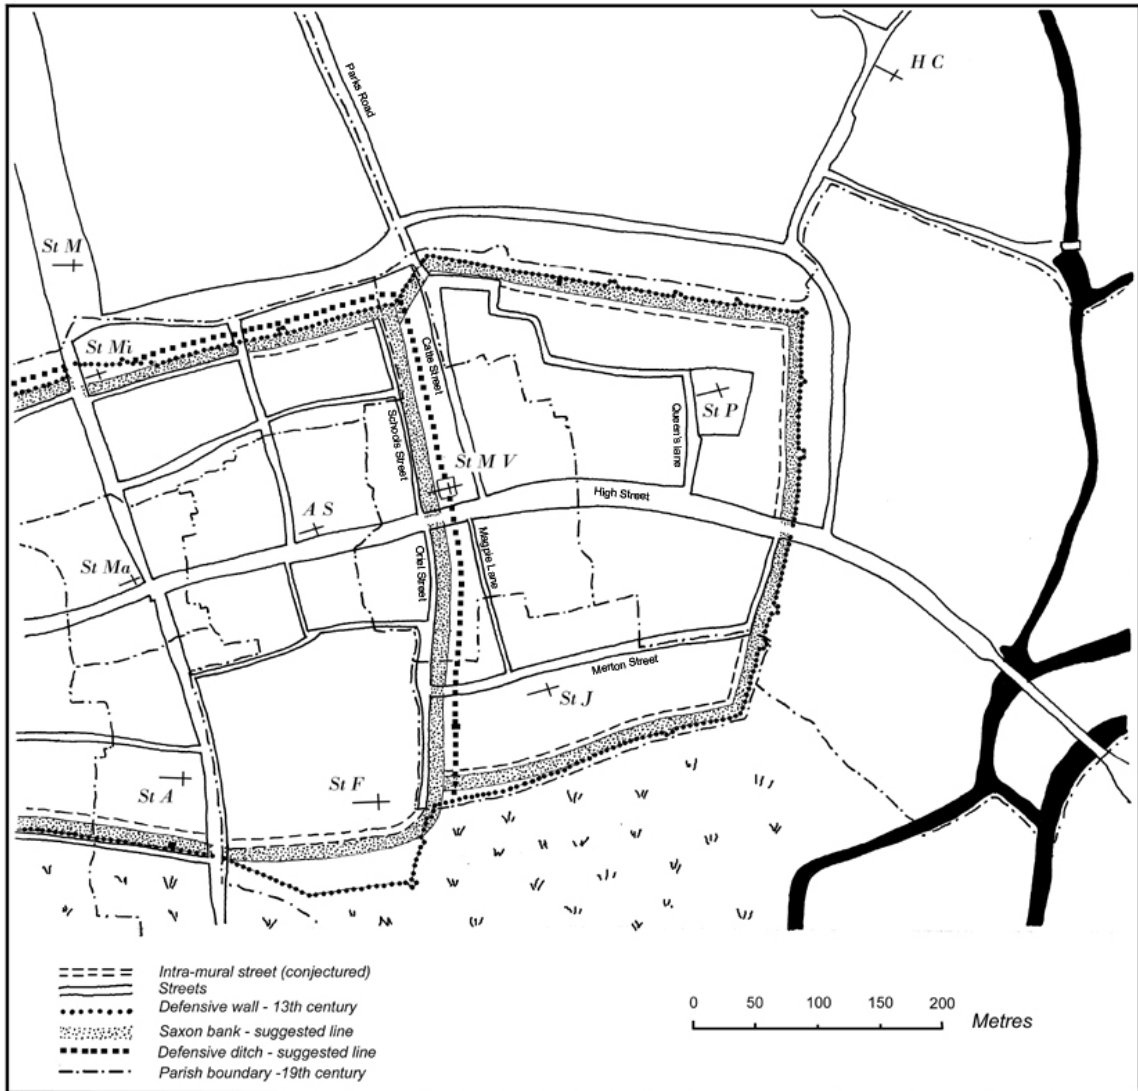 H C
Parks Road
St M
St Mi
Catte Street
St P
Queen's lane
Schools Street
St M V
High Street
A S
Magpie Lane
St Ma
Oriel Street
Merton Street
St J
St F
St A
Intra-mural street (conjectured)
Streets
Defensive wall - 13th century
Saxon bank - suggested line
Defensive ditch - suggested line
Parish boundary -19th century
0 50 100 150 200
Metres